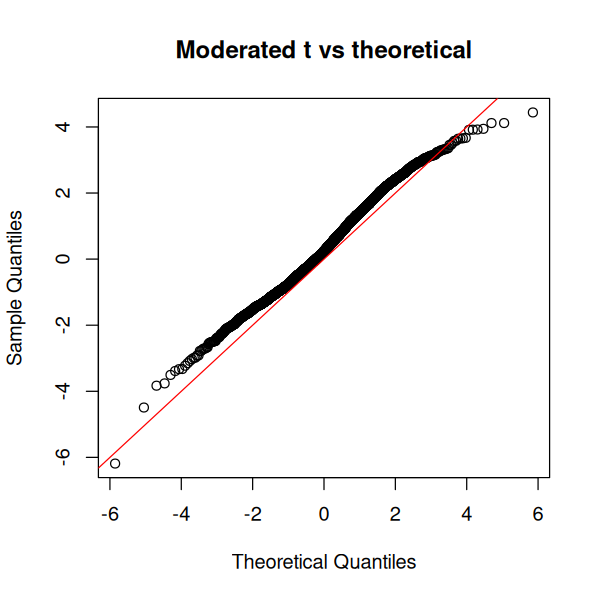 Moderated t vs theoretical
4
2
0
-2
-4
-6
Sample Quantiles
-6 -4 -2 0 2 4 6
Theoretical Quantiles